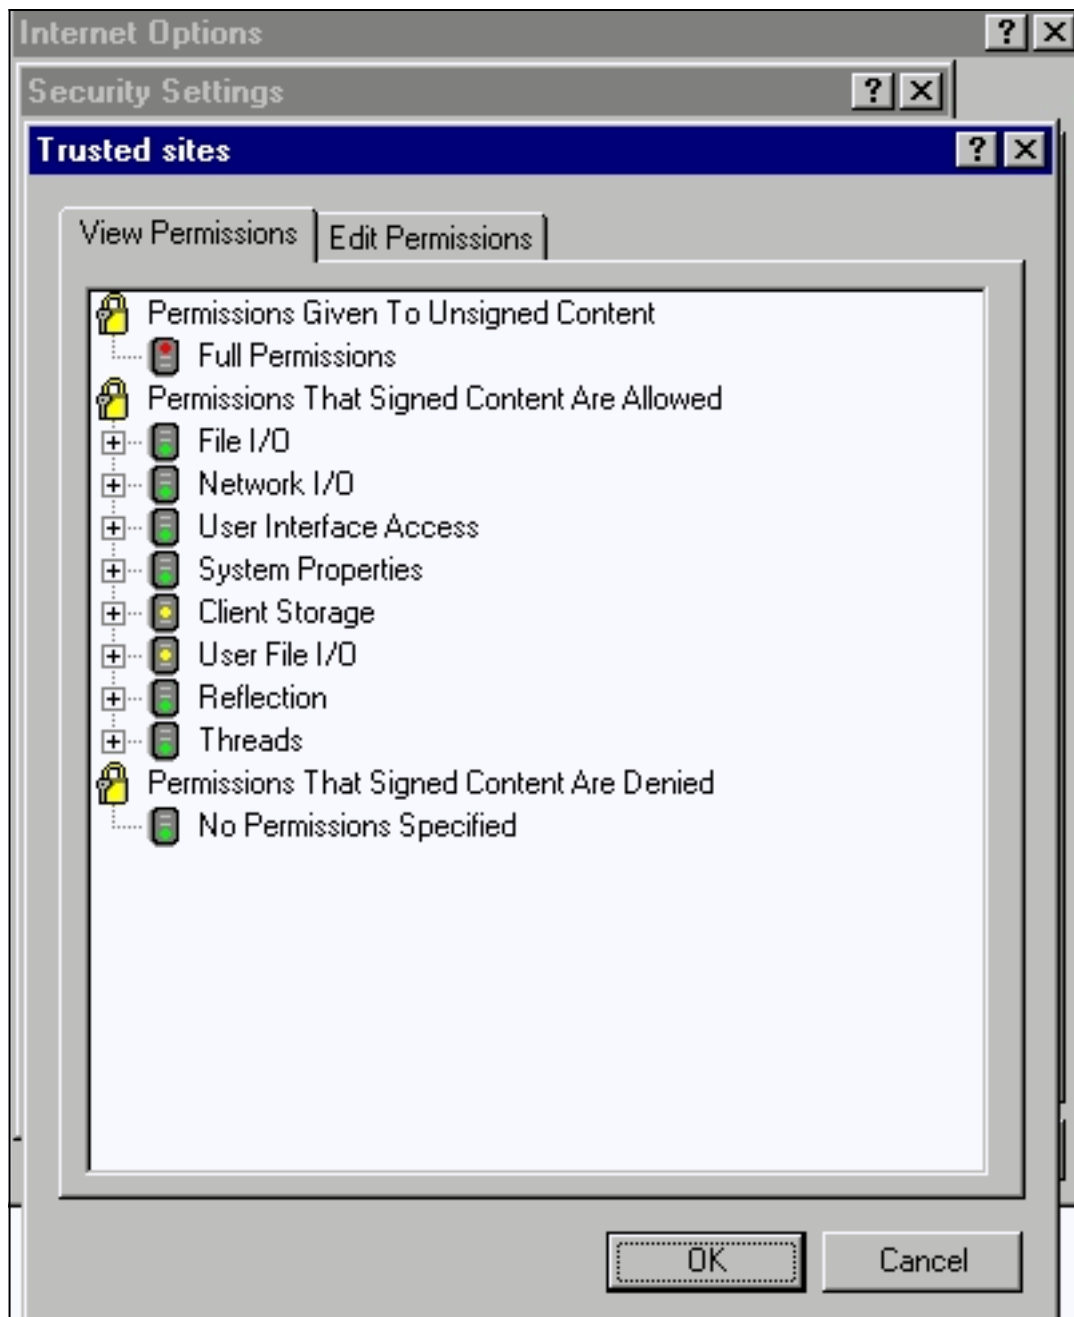 Internet Options
Security Settings
Trusted sites
View Permissions
Edit Permissions
Permissions Given To Unsigned Content
Full Permissions
Permissions That Signed Content Are Allowed
File I/O
Network I/O
User Interface Access
System Properties
Client Storage
User File I/O
Reflection
Threads
Permissions That Signed Content Are Denied
No Permissions Specified
OK
Cancel